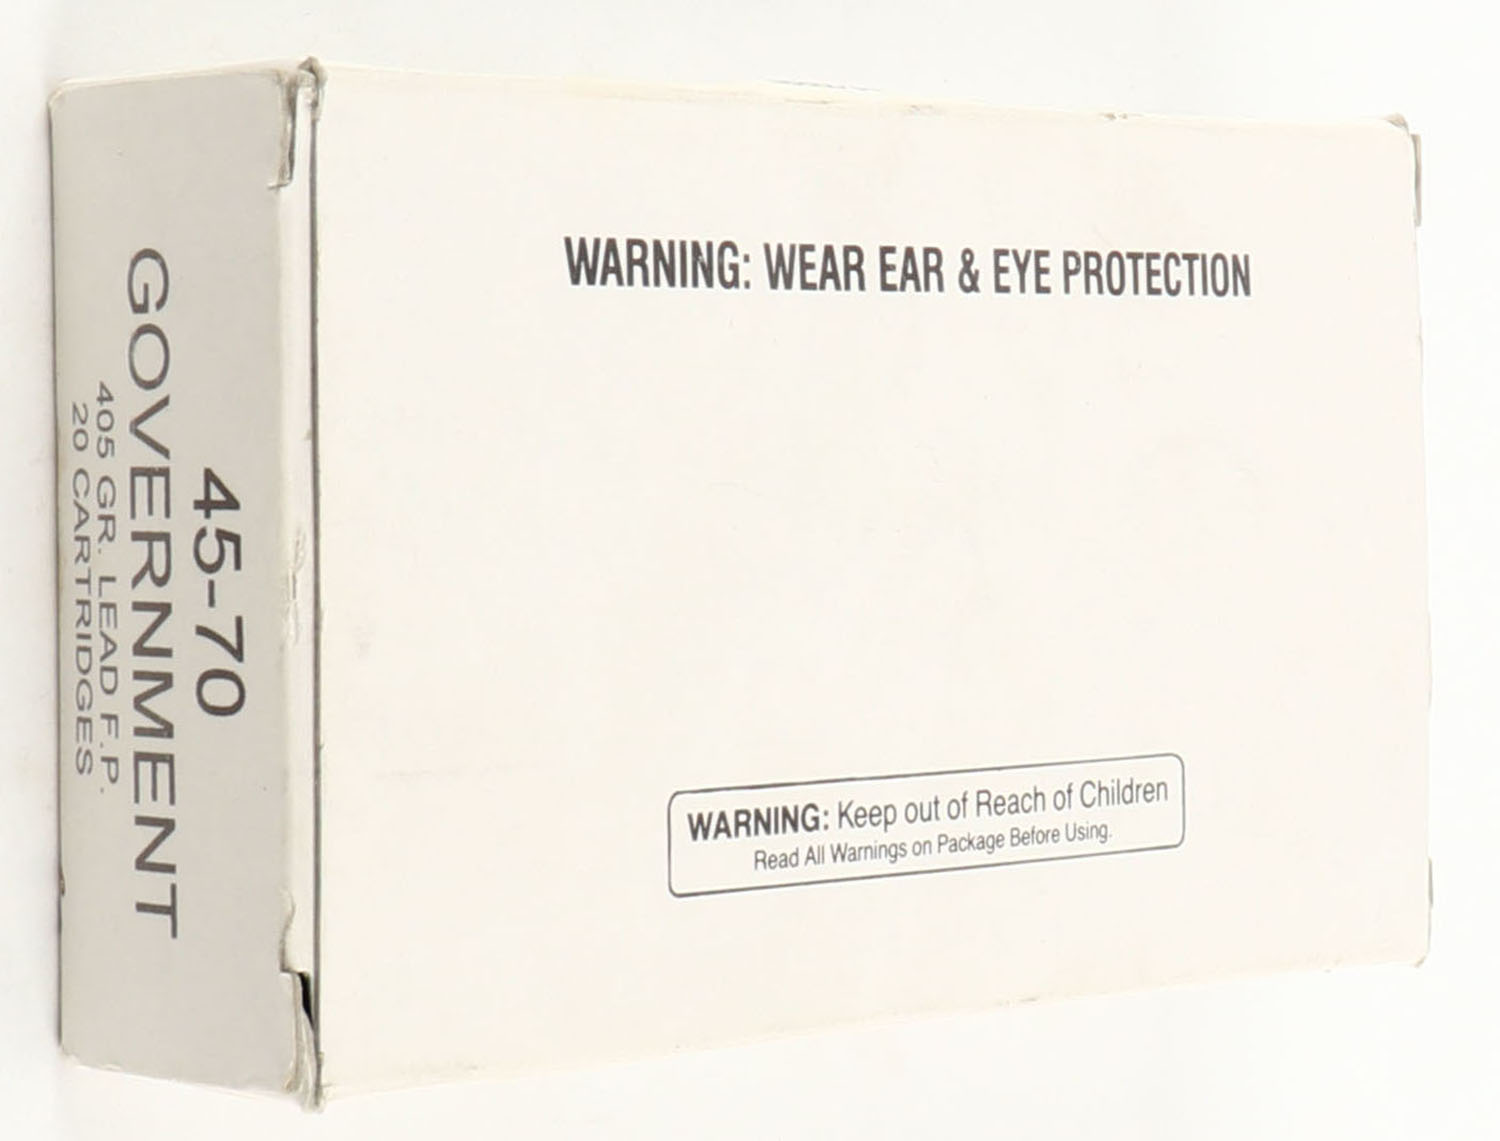 45-70
GOVERNMENT
405 GR. LEAD F.P.
20 CARTRIDGES
WARNING: WEAR EAR & EYE PROTECTION
WARNING: Keep out of Reach of Children
Read All Warnings on Package Before Using.